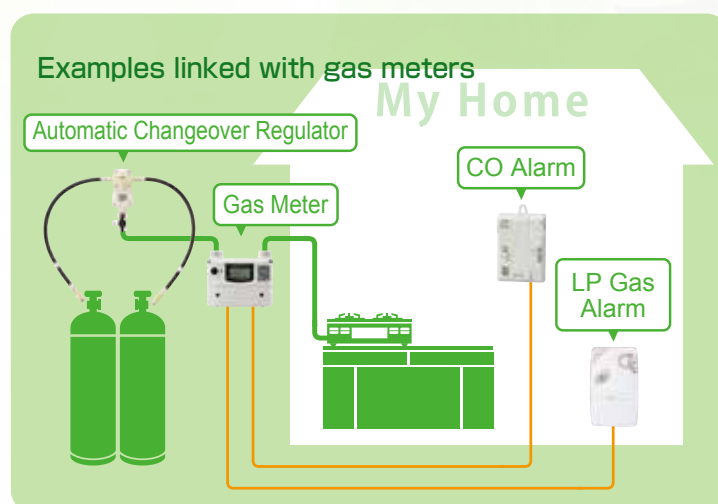 Examples linked with gas meters
My Home
Automatic Changeover Regulator
CO Alarm
Gas Meter
LP Gas
Alarm